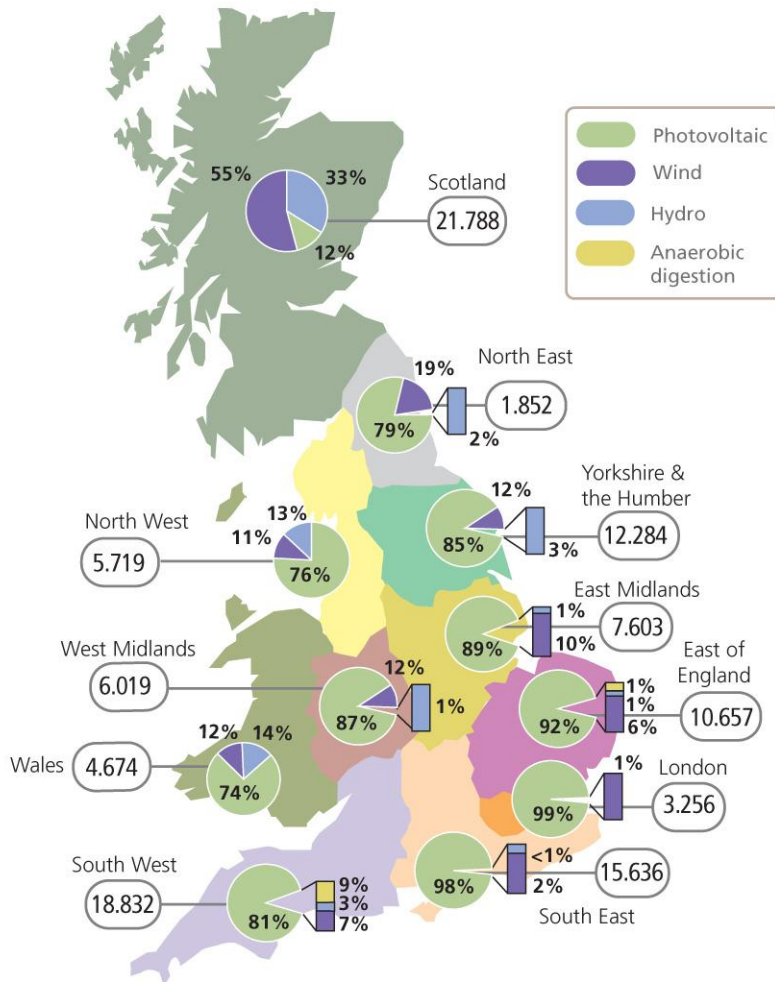 Photovoltaic
Wind
Hydro
Anaerobic
digestion
55%
33%
12%
Scotland
21.788
North East
19%
79%
2%
1.852
Yorkshire &
the Humber
12%
85%
3%
12.284
North West
13%
11%
76%
5.719
East Midlands
1%
10%
89%
7.603
West Midlands
12%
1%
87%
6.019
East of
England
1%
1%
6%
92%
10.657
Wales
12%
14%
74%
4.674
London
1%
99%
3.256
South West
9%
3%
7%
81%
18.832
<1%
2%
98%
15.636
South East